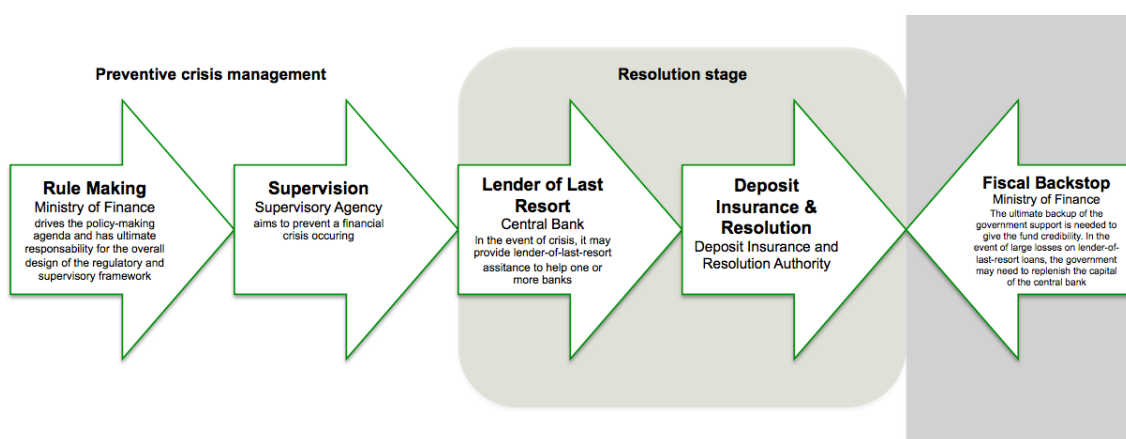 Preventive crisis management
Resolution stage
Rule Making
Ministry of Finance
drives the policy-making
agenda and has ultimate
responsability for the overall
design of the regulatory and
supervisory framework
Supervision
Supervisory Agency
aims to prevent a financial
crisis occuring
Lender of Last
Resort
Central Bank
In the event of crisis, it may
provide lender-of-last-resort
assitance to help one or
more banks
Deposit
Insurance &
Resolution
Deposit Insurance and
Resolution Authority
Fiscal Backstop
Ministry of Finance
The ultimate backup of the
government support is needed to
give the fund credibility. In the
event of large losses on lender-of-
last-resort loans, the government
may need to replenish the capital
of the central bank